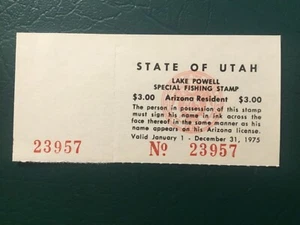 STATE OF UTAH
LAKE POWELL
SPECIAL FISHING STAMP
$3.00 Arizona Resident $3.00
The person in possession of this stamp
must sign his name in ink across the
face thereof in the same manner as his
name appears on his Arizona license.
Valid January 1 - December 31, 1975
23957
No 23957